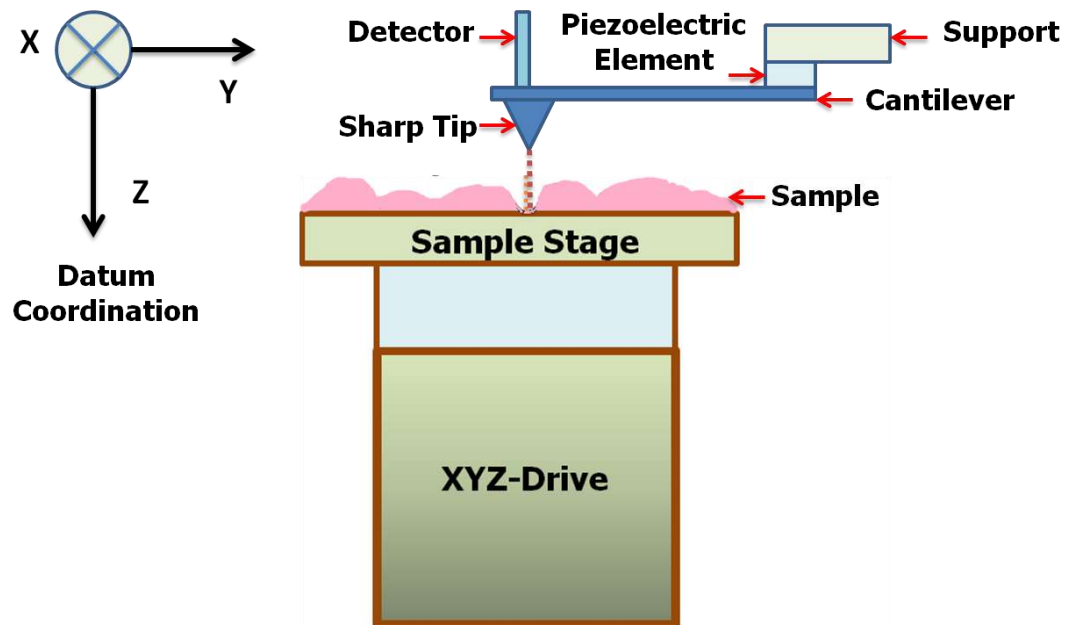 X
Y
Z
Datum
Coordination
Detector
Piezoelectric
Element
Support
Cantilever
Sharp Tip
Sample
Sample Stage
XYZ-Drive